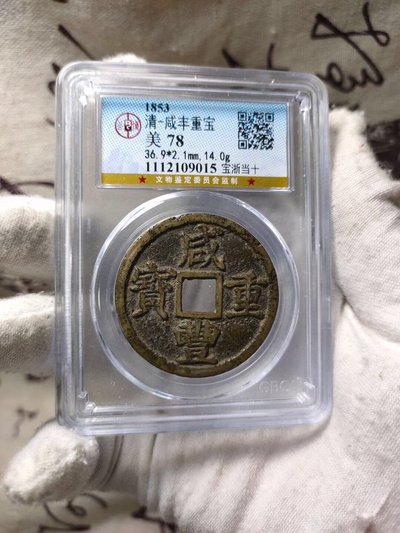 1853
清-咸丰重宝
美 78
36.9*2.1mm,14.0g
1112109015 宝浙当十
★ 文物鉴定委员会监制 ★
咸
豐
重
寶